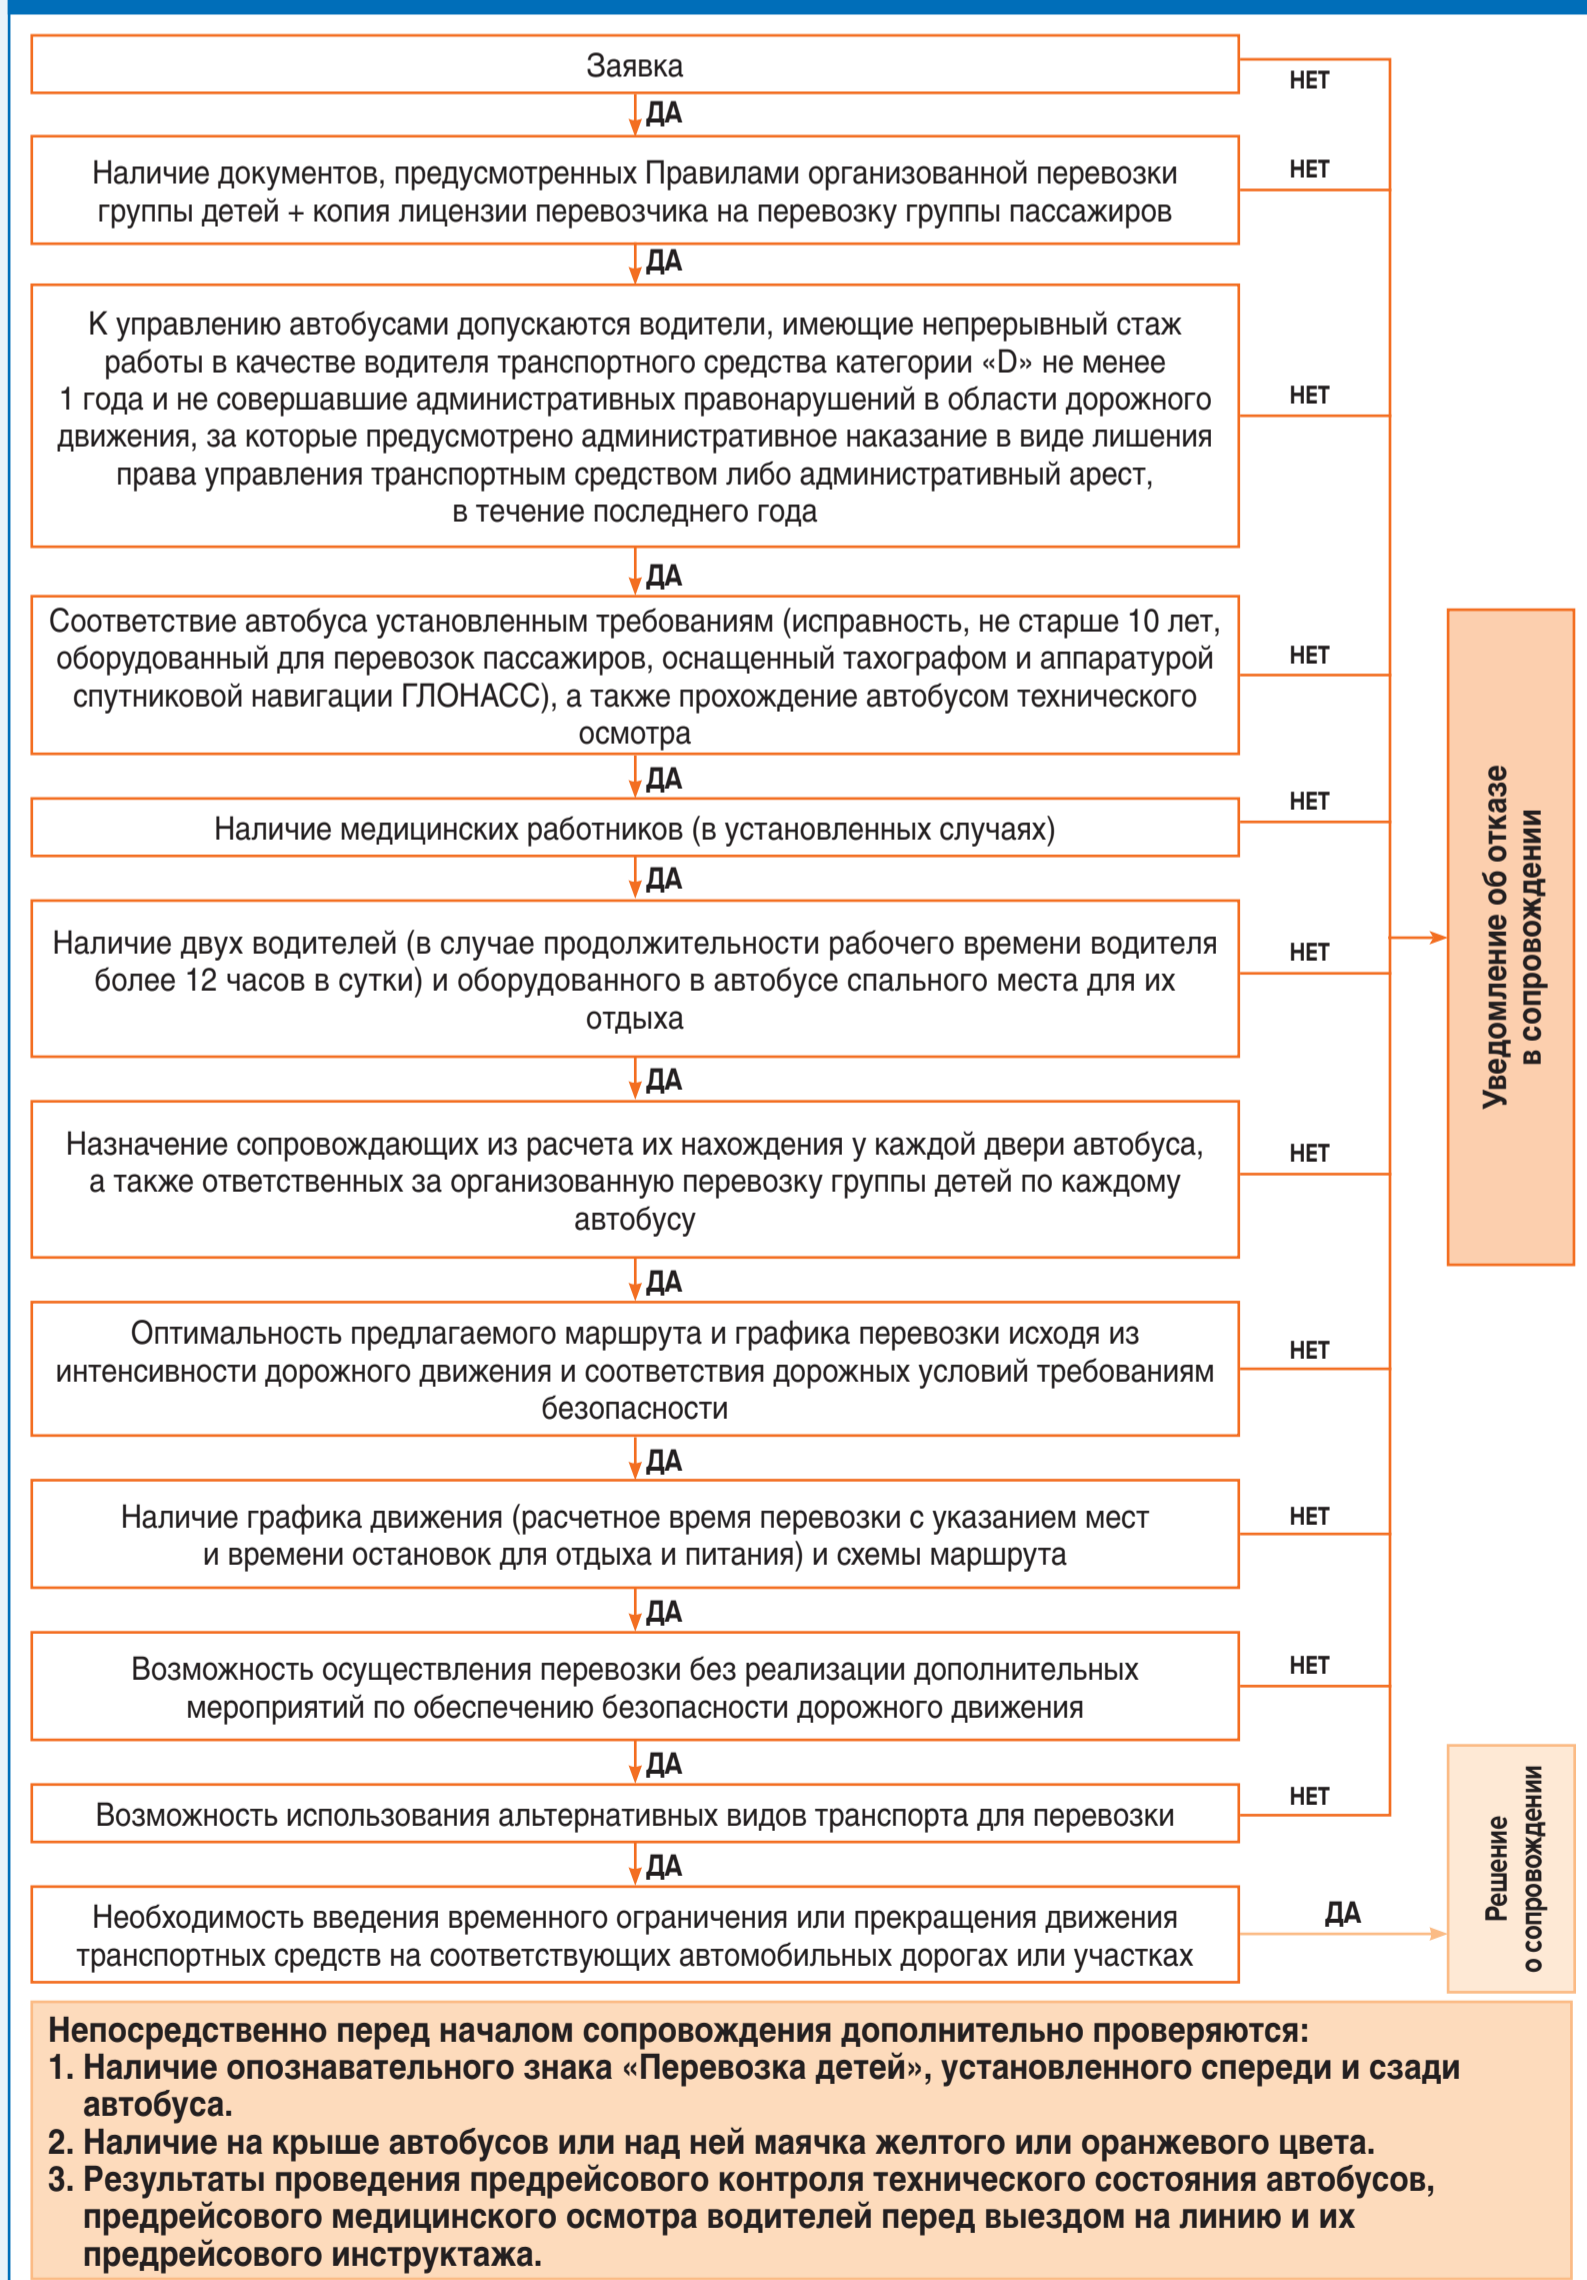 Заявка
НЕТ
ДА
Наличие документов, предусмотренных Правилами организованной перевозки
группы детей + копия лицензии перевозчика на перевозку группы пассажиров
НЕТ
ДА
К управлению автобусами допускаются водители, имеющие непрерывный стаж
работы в качестве водителя транспортного средства категории «D» не менее
1 года и не совершавшие административных правонарушений в области дорожного
движения, за которые предусмотрено административное наказание в виде лишения
права управления транспортным средством либо административный арест,
в течение последнего года
НЕТ
ДА
Соответствие автобуса установленным требованиям (исправность, не старше 10 лет,
оборудованный для перевозок пассажиров, оснащенный тахографом и аппаратурой
спутниковой навигации ГЛОНАСС), а также прохождение автобусом технического
осмотра
НЕТ
ДА
Наличие медицинских работников (в установленных случаях)
НЕТ
ДА
Наличие двух водителей (в случае продолжительности рабочего времени водителя
более 12 часов в сутки) и оборудованного в автобусе спального места для их
отдыха
НЕТ
ДА
Назначение сопровождающих из расчета их нахождения у каждой двери автобуса,
а также ответственных за организованную перевозку группы детей по каждому
автобусу
НЕТ
ДА
Оптимальность предлагаемого маршрута и графика перевозки исходя из
интенсивности дорожного движения и соответствия дорожных условий требованиям
безопасности
НЕТ
ДА
Наличие графика движения (расчетное время перевозки с указанием мест
и времени остановок для отдыха и питания) и схемы маршрута
НЕТ
ДА
Возможность осуществления перевозки без реализации дополнительных
мероприятий по обеспечению безопасности дорожного движения
НЕТ
ДА
Возможность использования альтернативных видов транспорта для перевозки
НЕТ
ДА
Необходимость введения временного ограничения или прекращения движения
транспортных средств на соответствующих автомобильных дорогах или участках
ДА
Уведомление об отказе
в сопровождении
Решение
о сопровождении
Непосредственно перед началом сопровождения дополнительно проверяются:
1. Наличие опознавательного знака «Перевозка детей», установленного спереди и сзади
автобуса.
2. Наличие на крыше автобусов или над ней маячка желтого или оранжевого цвета.
3. Результаты проведения предрейсового контроля технического состояния автобусов,
предрейсового медицинского осмотра водителей перед выездом на линию и их
предрейсового инструктажа.